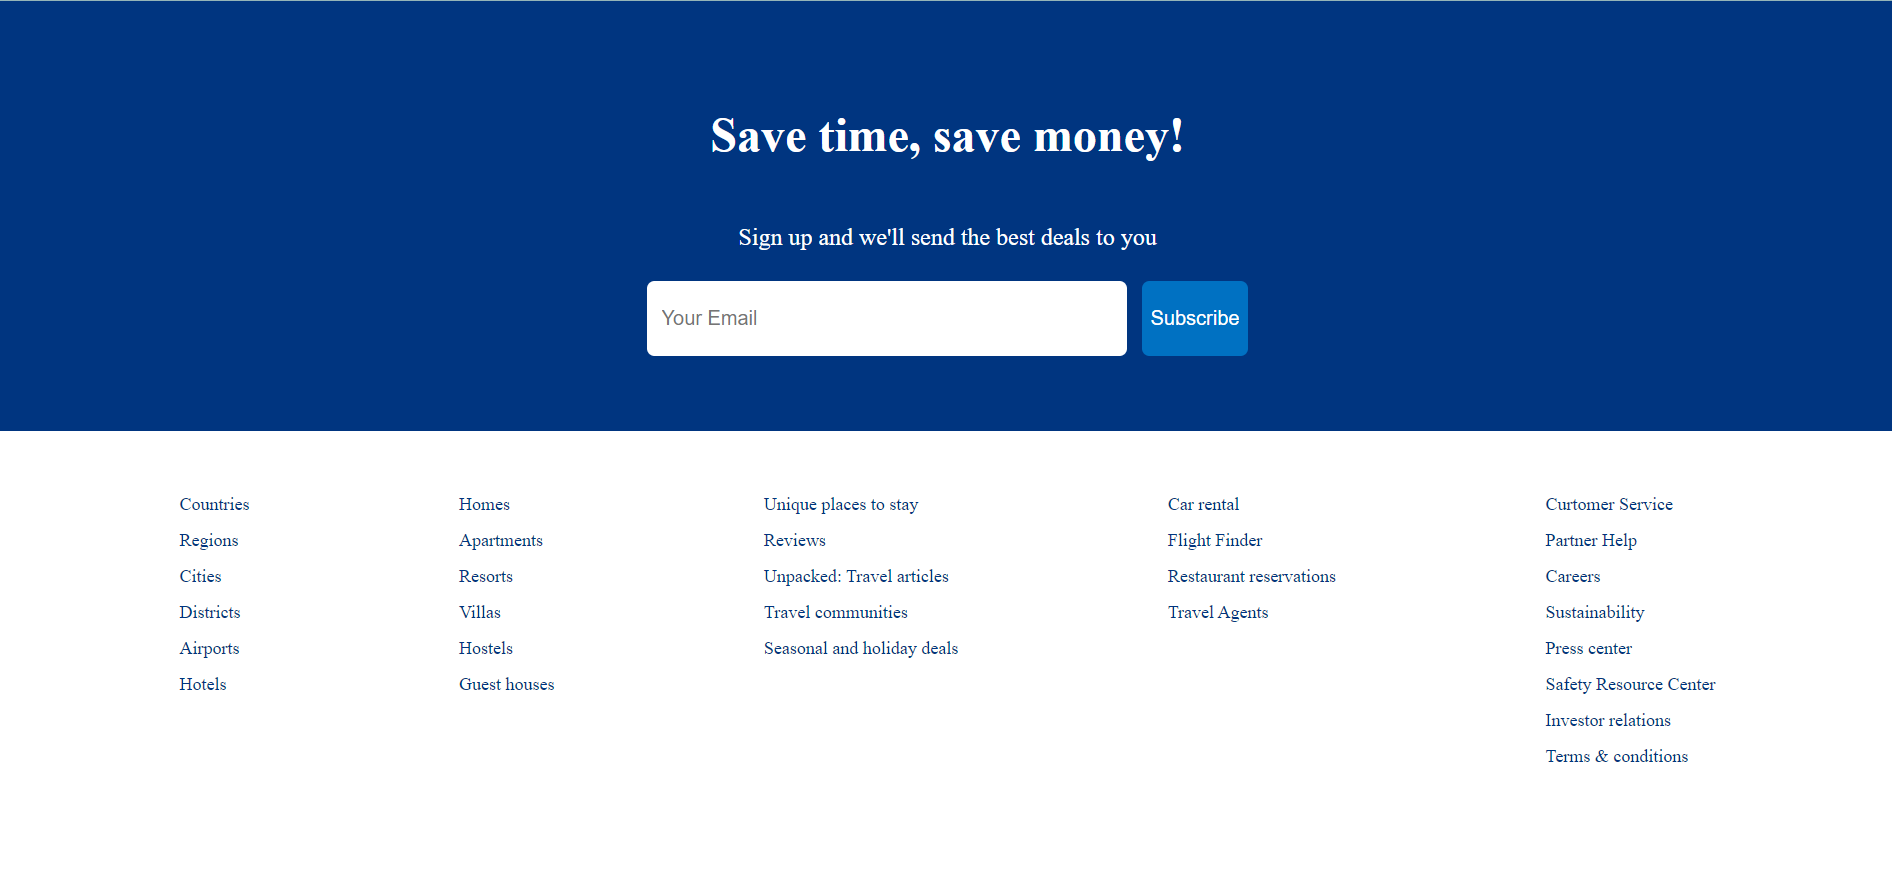 Save time, save money!
Sign up and we'll send the best deals to you
Your Email
Subscribe
Countries
Regions
Cities
Districts
Airports
Hotels
Homes
Apartments
Resorts
Villas
Hostels
Guest houses
Unique places to stay
Reviews
Unpacked: Travel articles
Travel communities
Seasonal and holiday deals
Car rental
Flight Finder
Restaurant reservations
Travel Agents
Curtomer Service
Partner Help
Careers
Sustainability
Press center
Safety Resource Center
Investor relations
Terms & conditions